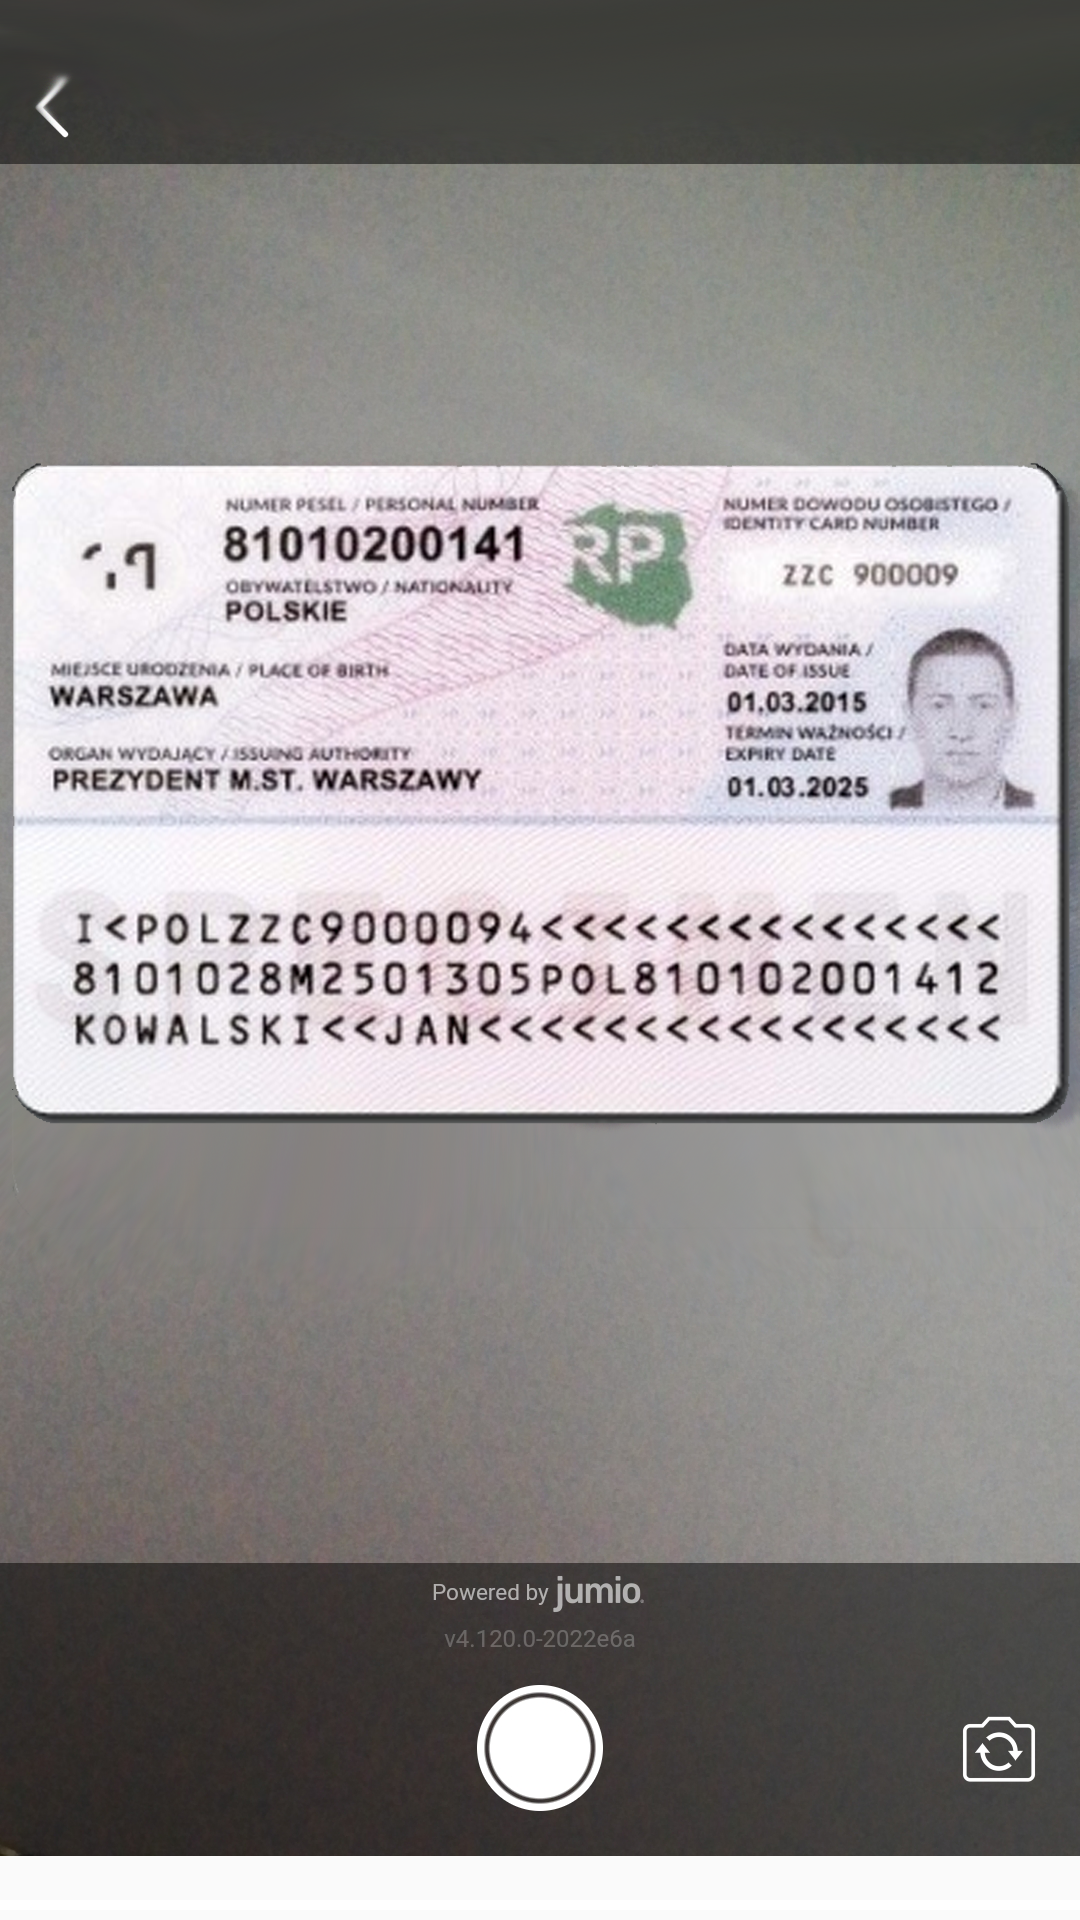 NUMER PESEL / PERSONAL NUMBER
81010200141
OBYWATELSTWO / NATIONALITY
POLSKIE
RP
NUMER DOWODU OSOBISTEGO /
IDENTITY CARD NUMBER
ZZC 900009
MIEJSCE URODZENIA / PLACE OF BIRTH
WARSZAWA
ORGAN WYDAJĄCY / ISSUING AUTHORITY
PREZYDENT M.ST. WARSZAWY
DATA WYDANIA /
DATE OF ISSUE
01.03.2015
TERMIN WAŻNOŚCI /
EXPIRY DATE
01.03.2025
SPECIMEN
I<POLZZC9000094<<<<<<<<<<<<<<<
8101028M2501305POL810102001412
KOWALSKI<<JAN<<<<<<<<<<<<<<<<<
Powered by jumio.
v4.120.0-2022e6a